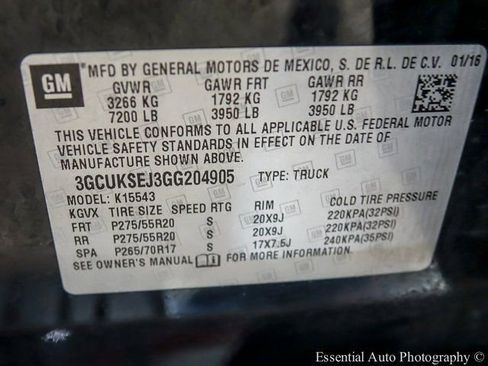 GM
*MFD BY GENERAL MOTORS DE MEXICO, S. DE R.L. DE C.V. 01/16
GVWR GAWR FRT GAWR RR
3266 KG 1792 KG 1792 KG
7200 LB 3950 LB 3950 LB
THIS VEHICLE CONFORMS TO ALL APPLICABLE U.S. FEDERAL MOTOR
VEHICLE SAFETY STANDARDS IN EFFECT ON THE DATE OF
MANUFACTURE SHOWN ABOVE.
3GCUKSEJ3GG204905 TYPE: TRUCK
MODEL: K15543
KGVX TIRE SIZE SPEED RTG RIM COLD TIRE PRESSURE
FRT P275/55R20 S 20X9J 220KPA(32PSI)
RR P275/55R20 S 20X9J 220KPA(32PSI)
SPA P265/70R17 S 17X7.5J 240KPA(35PSI)
SEE OWNER'S MANUAL FOR MORE INFORMATION.
Essential Auto Photography ©